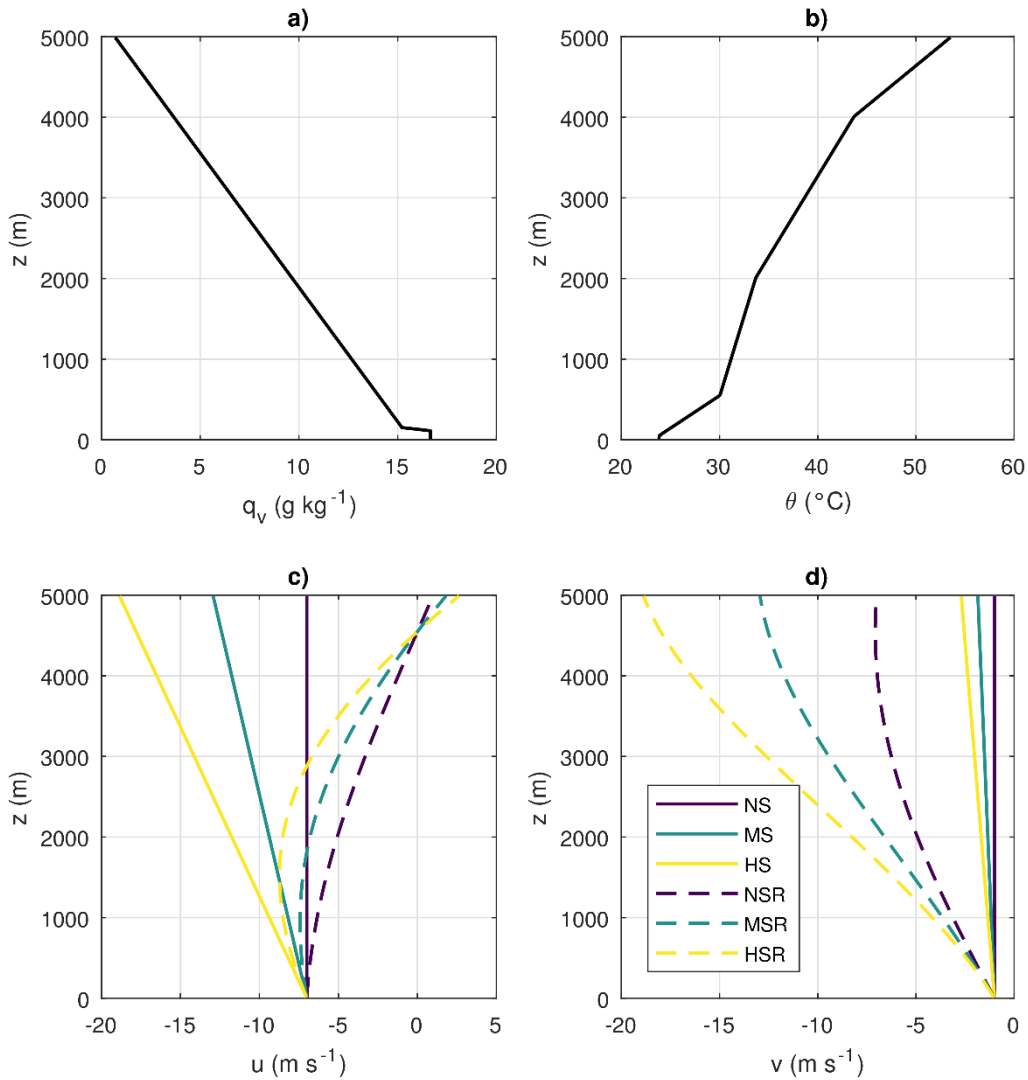 a)
5000
4000
3000
2000
1000
0
z (m)
0 5 10 15 20
q_v (g kg^-1)
b)
5000
4000
3000
2000
1000
0
z (m)
20 30 40 50 60
θ (°C)
c)
5000
4000
3000
2000
1000
0
z (m)
-20 -15 -10 -5 0 5
u (m s^-1)
d)
5000
4000
3000
2000
1000
0
z (m)
NS
MS
HS
NSR
MSR
HSR
-20 -15 -10 -5 0
v (m s^-1)